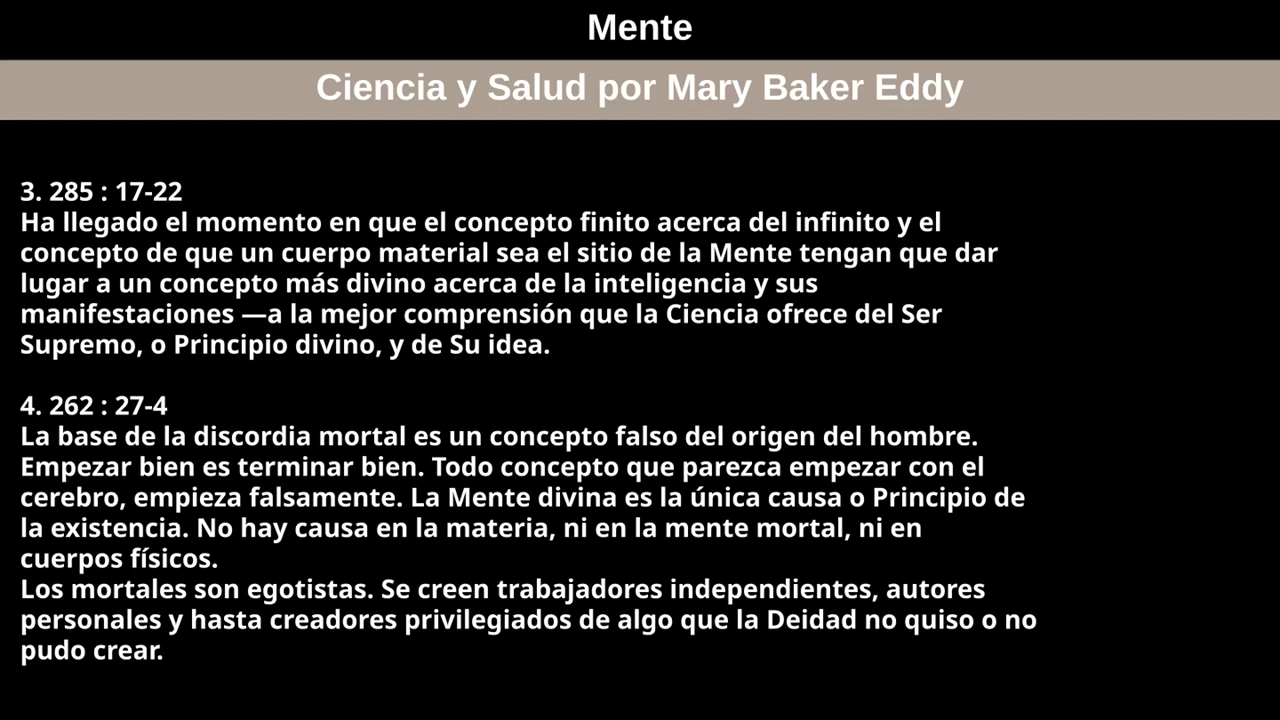 Mente
Ciencia y Salud por Mary Baker Eddy
3. 285 : 17-22
Ha llegado el momento en que el concepto finito acerca del infinito y el
concepto de que un cuerpo material sea el sitio de la Mente tengan que dar
lugar a un concepto más divino acerca de la inteligencia y sus
manifestaciones —a la mejor comprensión que la Ciencia ofrece del Ser
Supremo, o Principio divino, y de Su idea.
4. 262 : 27-4
La base de la discordia mortal es un concepto falso del origen del hombre.
Empezar bien es terminar bien. Todo concepto que parezca empezar con el
cerebro, empieza falsamente. La Mente divina es la única causa o Principio de
la existencia. No hay causa en la materia, ni en la mente mortal, ni en
cuerpos físicos.
Los mortales son egotistas. Se creen trabajadores independientes, autores
personales y hasta creadores privilegiados de algo que la Deidad no quiso o no
pudo crear.